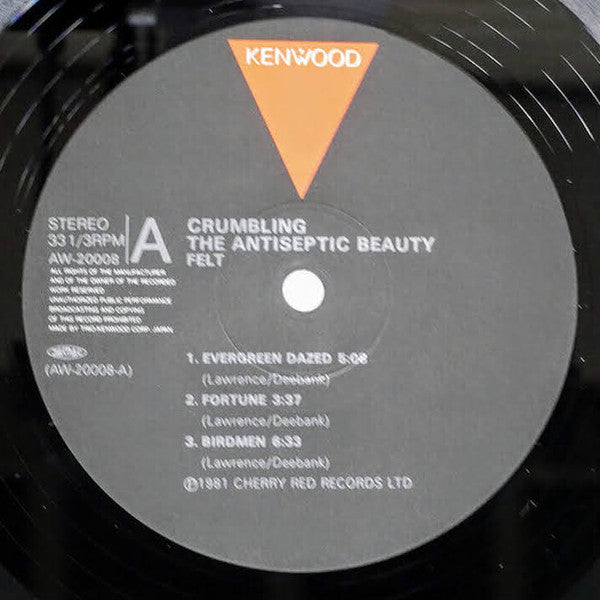 KENWOOD
STEREO
33 1/3RPM
AW-20008
A
ALL RIGHTS OF THE MANUFACTURER
AND OF THE OWNER OF THE RECORDED
WORK RESERVED
UNAUTHORIZED PUBLIC PERFORMANCE
BROADCASTING AND COPYING
OF THIS RECORD PROHIBITED
MADE BY TRIO-KENWOOD CORP. JAPAN
(AW-20008-A)
CRUMBLING
THE ANTISEPTIC BEAUTY
FELT
1. EVERGREEN DAZED 5:08
(Lawrence/Deebank)
2. FORTUNE 3:37
(Lawrence/Deebank)
3. BIRDMEN 6:33
(Lawrence/Deebank)
Ⓟ1981 CHERRY RED RECORDS LTD